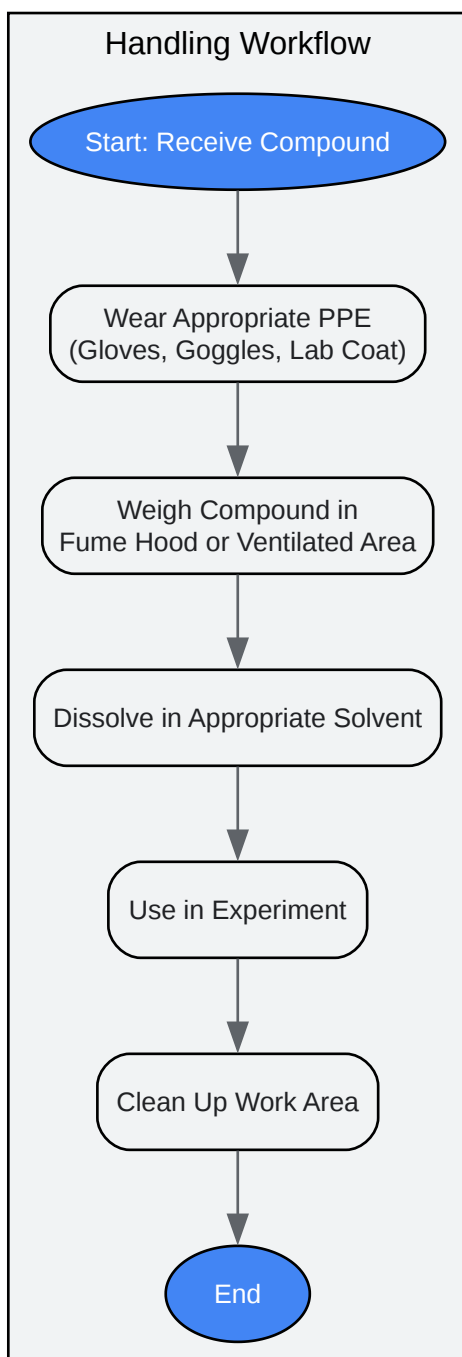 Handling Workflow
Start: Receive Compound
Wear Appropriate PPE
(Gloves, Goggles, Lab Coat)
Weigh Compound in
Fume Hood or Ventilated Area
Dissolve in Appropriate Solvent
Use in Experiment
Clean Up Work Area
End